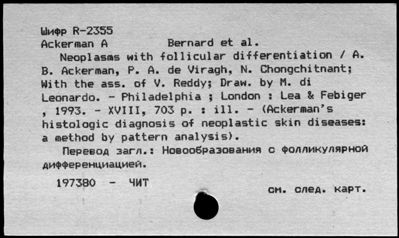 Шифр R-2355
Ackerman A Bernard et al.
Neoplasms with follicular differentiation / A.
B. Ackerman, P. A. de Viragh, N. Chongchitnant;
With the ass. of V. Reddy; Draw. by M. di
Leonardo. - Philadelphia ; London : Lea & Febiger
, 1993. - XVIII, 703 p. : ill. - (Ackerman's
histologic diagnosis of neoplastic skin diseases:
a method by pattern analysis).
Перевод загл.: Новообразования с фолликулярной
дифференциацией.
197380 - ЧИТ
см. след. карт.